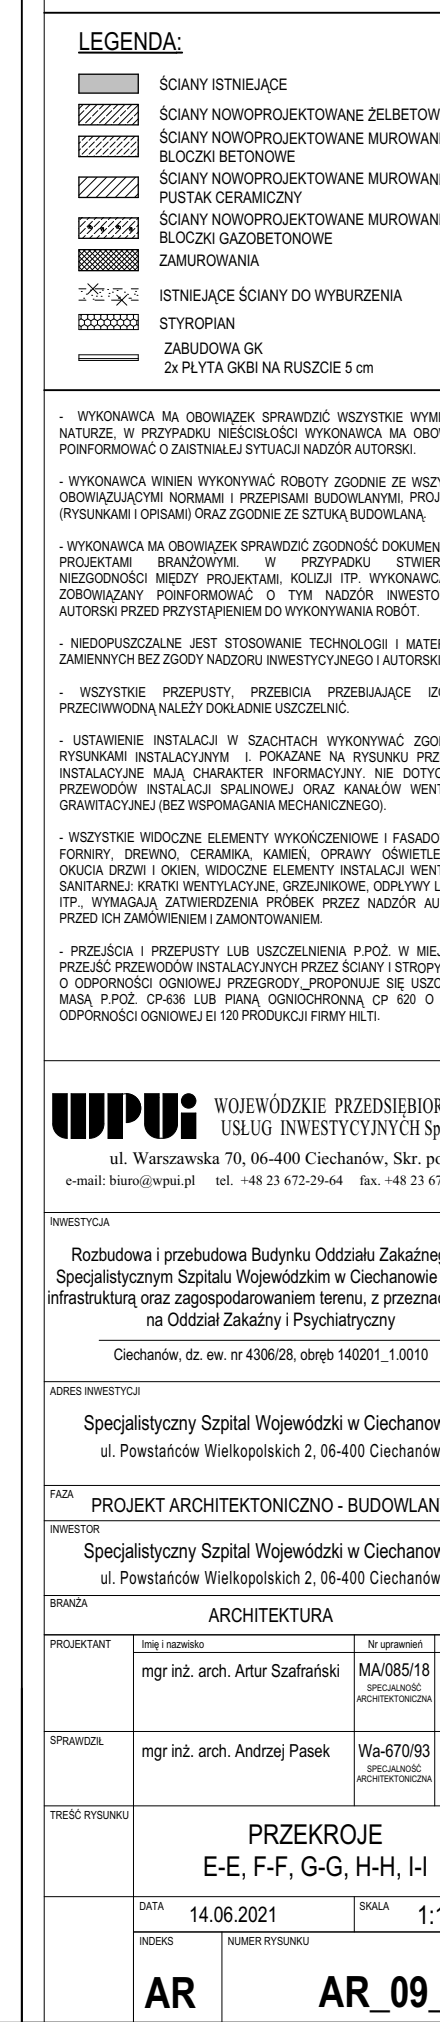 LEGENDA:
ŚCIANY ISTNIEJĄCE
ŚCIANY NOWOPROJEKTOWANE ŻELBETOW
ŚCIANY NOWOPROJEKTOWANE MUROWAN
BLOCZKI BETONOWE
ŚCIANY NOWOPROJEKTOWANE MUROWAN
PUSTAK CERAMICZNY
ŚCIANY NOWOPROJEKTOWANE MUROWAN
BLOCZKI GAZOBETONOWE
ZAMUROWANIA
ISTNIEJĄCE ŚCIANY DO WYBURZENIA
STYROPIAN
ZABUDOWA GK
2x PŁYTA GKBI NA RUSZCIE 5 cm
- WYKONAWCA MA OBOWIĄZEK SPRAWDZIĆ WSZYSTKIE WYMI
NATURZE, W PRZYPADKU NIEŚCISŁOŚCI WYKONAWCA MA OBO
POINFORMOWAĆ O ZAISTNIAŁEJ SYTUACJI NADZÓR AUTORSKI.
- WYKONAWCA WINIEN WYKONYWAĆ ROBOTY ZGODNIE ZE WSZY
OBOWIĄZUJĄCYMI NORMAMI I PRZEPISAMI BUDOWLANYMI, PROJ
(RYSUNKAMI I OPISAMI) ORAZ ZGODNIE ZE SZTUKĄ BUDOWLANĄ.
- WYKONAWCA MA OBOWIĄZEK SPRAWDZIĆ ZGODNOŚĆ DOKUMEN
PROJEKTAMI BRANŻOWYMI. W PRZYPADKU STWIER
NIEZGODNOŚCI MIĘDZY PROJEKTAMI, KOLIZJI ITP. WYKONAWC
ZOBOWIĄZANY POINFORMOWAĆ O TYM NADZÓR INWESTO
AUTORSKI PRZED PRZYSTĄPIENIEM DO WYKONYWANIA ROBÓT.
- NIEDOPUSZCZALNE JEST STOSOWANIE TECHNOLOGII I MATE
ZAMIENNYCH BEZ ZGODY NADZORU INWESTYCYJNEGO I AUTORSKI
- WSZYSTKIE PRZEPUSTY, PRZEBICIA PRZEBIJAJĄCE IZ
PRZECIWWODNĄ NALEŻY DOKŁADNIE USZCZELNIĆ.
- USTAWIENIE INSTALACJI W SZACHTACH WYKONYWAĆ ZGO
RYSUNKAMI INSTALACYJNYM I. POKAZANE NA RYSUNKU PRZ
INSTALACYJNE MAJĄ CHARAKTER INFORMACYJNY. NIE DOTYC
PRZEWODÓW INSTALACJI SPALINOWEJ ORAZ KANAŁÓW WENT
GRAWITACYJNEJ (BEZ WSPOMAGANIA MECHANICZNEGO).
- WSZYSTKIE WIDOCZNE ELEMENTY WYKOŃCZENIOWE I FASADO
FORNIRY, DREWNO, CERAMIKA, KAMIEŃ, OPRAWY OŚWIETLE
OKUCIA DRZWI I OKIEN, WIDOCZNE ELEMENTY INSTALACJI WENT
SANITARNEJ: KRATKI WENTYLACYJNE, GRZEJNIKOWE, ODPŁYWY L
ITP., WYMAGAJĄ ZATWIERDZENIA PRÓBEK PRZEZ NADZÓR AU
PRZED ICH ZAMÓWIENIEM I ZAMONTOWANIEM.
- PRZEJŚCIA I PRZEPUSTY LUB USZCZELNIENIA P.POŻ. W MIEJ
PRZEJŚĆ PRZEWODÓW INSTALACYJNYCH PRZEZ ŚCIANY I STROPY
O ODPORNOŚCI OGNIOWEJ PRZEGRODY, PROPONUJE SIĘ USZC
MASĄ P.POŻ. CP-636 LUB PIANĄ OGNIOCHRONNĄ CP 620 O
ODPORNOŚCI OGNIOWEJ EI 120 PRODUKCJI FIRMY HILTI.
WPUi
WOJEWÓDZKIE PRZEDSIĘBIOR
USŁUG INWESTYCYJNYCH Sp
ul. Warszawska 70, 06-400 Ciechanów, Skr. po
e-mail: biuro@wpui.pl tel. +48 23 672-29-64 fax. +48 23 67
INWESTYCJA
Rozbudowa i przebudowa Budynku Oddziału Zakaźne
Specjalistycznym Szpitalu Wojewódzkim w Ciechanowie
infrastrukturą oraz zagospodarowaniem terenu, z przezna
na Oddział Zakaźny i Psychiatryczny
Ciechanów, dz. ew. nr 4306/28, obręb 140201_1.0010
ADRES INWESTYCJI
Specjalistyczny Szpital Wojewódzki w Ciechanow
ul. Powstańców Wielkopolskich 2, 06-400 Ciechanów
FAZA
PROJEKT ARCHITEKTONICZNO - BUDOWLAN
INWESTOR
Specjalistyczny Szpital Wojewódzki w Ciechanow
ul. Powstańców Wielkopolskich 2, 06-400 Ciechanów
BRANŻA
ARCHITEKTURA
PROJEKTANT Imię i nazwisko Nr uprawnień
mgr inż. arch. Artur Szafrański MA/085/18
SPECJALNOŚĆ
ARCHITEKTONICZNA
SPRAWDZIŁ
mgr inż. arch. Andrzej Pasek Wa-670/93
SPECJALNOŚĆ
ARCHITEKTONICZNA
TREŚĆ RYSUNKU
PRZEKROJE
E-E, F-F, G-G, H-H, I-I
DATA 14.06.2021 SKALA 1:
INDEKS NUMER RYSUNKU
AR AR_09_